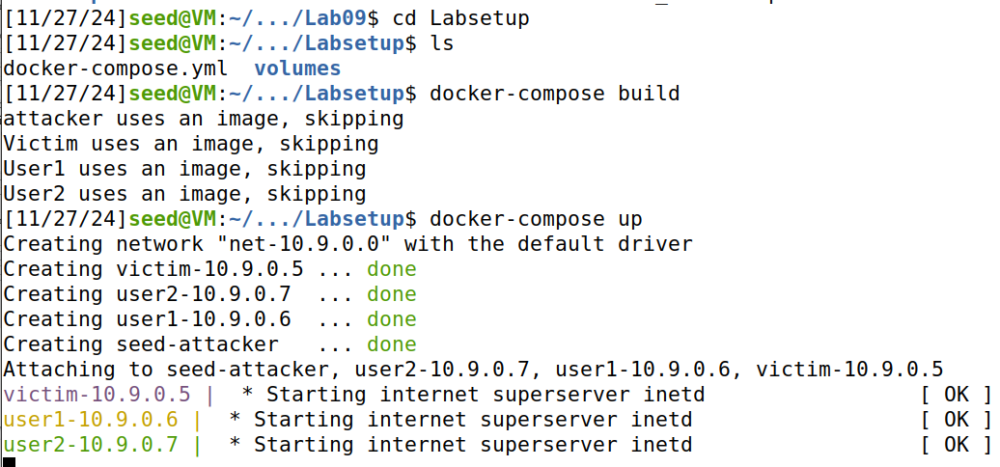 [11/27/24]seed@VM:~/.../Lab09$ cd Labsetup
[11/27/24]seed@VM:~/.../Labsetup$ ls
docker-compose.yml  volumes
[11/27/24]seed@VM:~/.../Labsetup$ docker-compose build
attacker uses an image, skipping
Victim uses an image, skipping
User1 uses an image, skipping
User2 uses an image, skipping
[11/27/24]seed@VM:~/.../Labsetup$ docker-compose up
Creating network "net-10.9.0.0" with the default driver
Creating victim-10.9.0.5 ... done
Creating user2-10.9.0.7  ... done
Creating user1-10.9.0.6  ... done
Creating seed-attacker   ... done
Attaching to seed-attacker, user2-10.9.0.7, user1-10.9.0.6, victim-10.9.0.5
victim-10.9.0.5 |  * Starting internet superserver inetd                 [ OK ]
user1-10.9.0.6 |  * Starting internet superserver inetd                  [ OK ]
user2-10.9.0.7 |  * Starting internet superserver inetd                  [ OK ]